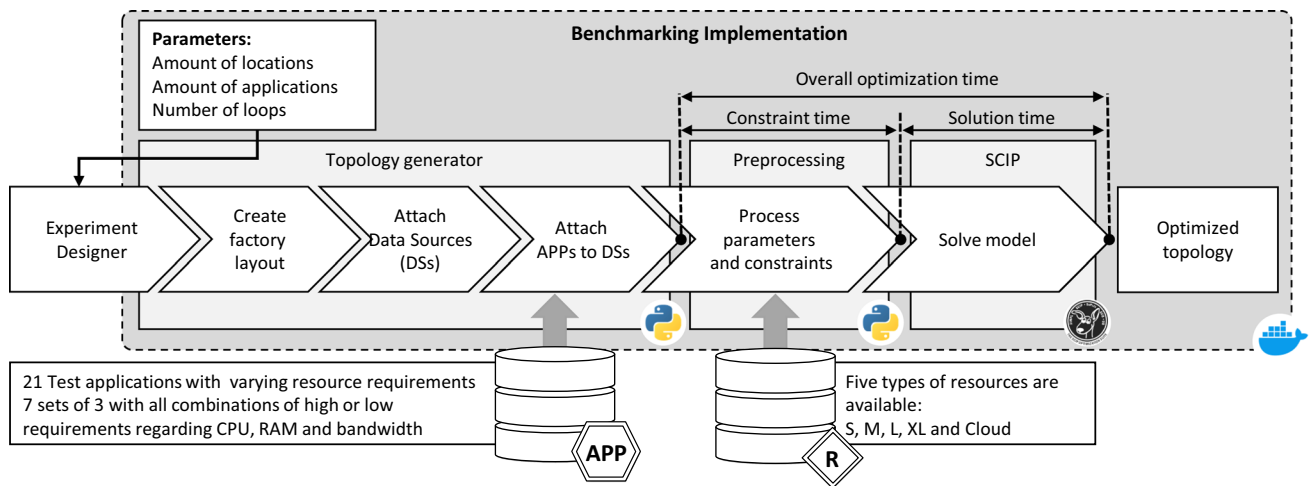 Parameters:
Amount of locations
Amount of applications
Number of loops
Benchmarking Implementation
Overall optimization time
Constraint time
Solution time
Topology generator
Preprocessing
SCIP
Experiment
Designer
Create
factory
layout
Attach
Data Sources
(DSs)
Attach
APPs to DSs
Process
parameters
and constraints
Solve model
Optimized
topology
21 Test applications with varying resource requirements
7 sets of 3 with all combinations of high or low
requirements regarding CPU, RAM and bandwidth
APP
R
Five types of resources are
available:
S, M, L, XL and Cloud